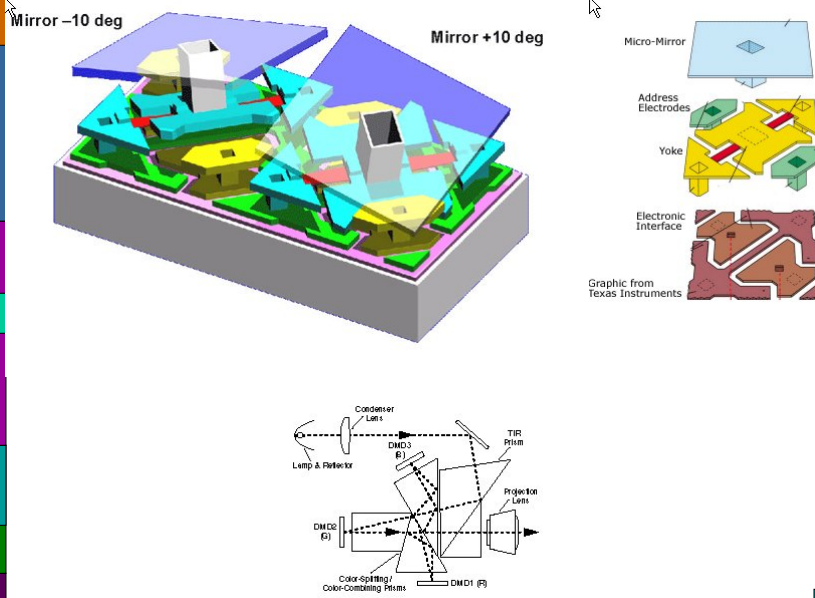 Mirror –10 deg
Mirror +10 deg
Micro-Mirror
Address
Electrodes
Yoke
Electronic
Interface
Graphic from
Texas Instruments
Condenser
Lens
TIR
Prism
DMD3
(B)
Lamp & Reflector
Projection
Lens
DMD2
(G)
Color-Splitting /
Color-Combining Prisms
DMD1 (R)